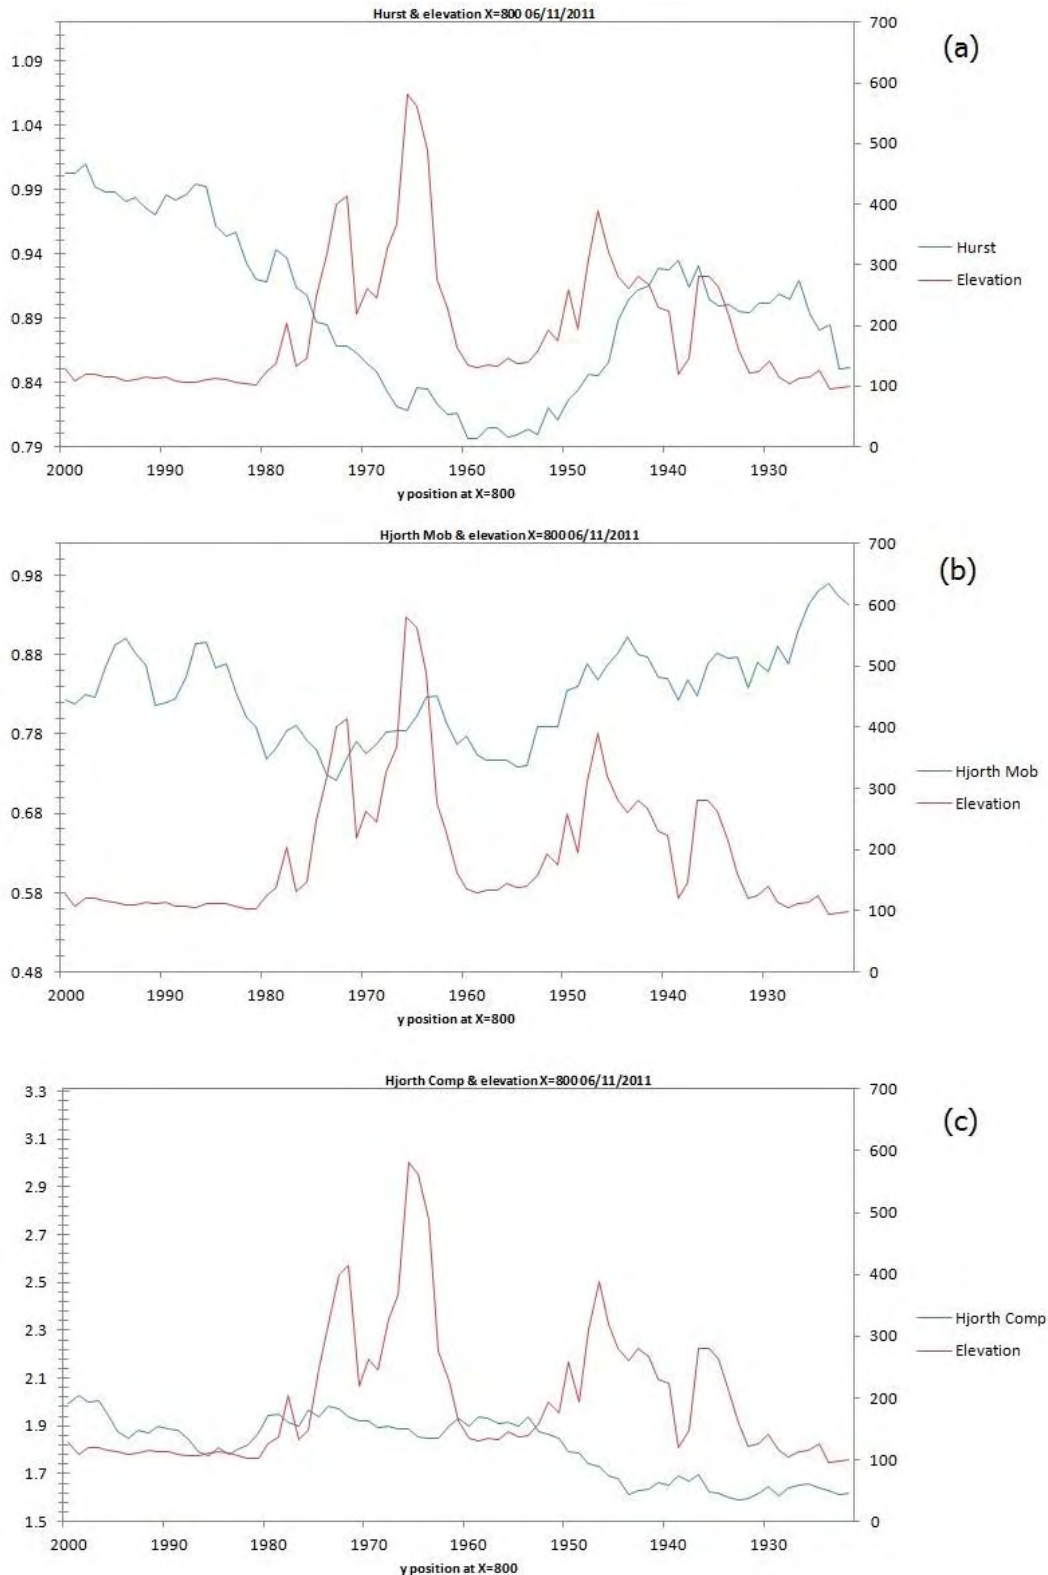 Hurst & elevation X=800 06/11/2011
(a)
1.09
1.04
0.99
0.94
0.89
0.84
0.79
700
600
500
400
300
200
100
0
Hurst
Elevation
2000 1990 1980 1970 1960 1950 1940 1930
y position at X=800
Hjorth Mob & elevation X=800 06/11/2011
(b)
0.98
0.88
0.78
0.68
0.58
0.48
700
600
500
400
300
200
100
0
Hjorth Mob
Elevation
2000 1990 1980 1970 1960 1950 1940 1930
y position at X=800
Hjorth Comp & elevation X=800 06/11/2011
(c)
3.3
3.1
2.9
2.7
2.5
2.3
2.1
1.9
1.7
1.5
700
600
500
400
300
200
100
0
Hjorth Comp
Elevation
2000 1990 1980 1970 1960 1950 1940 1930
y position at X=800